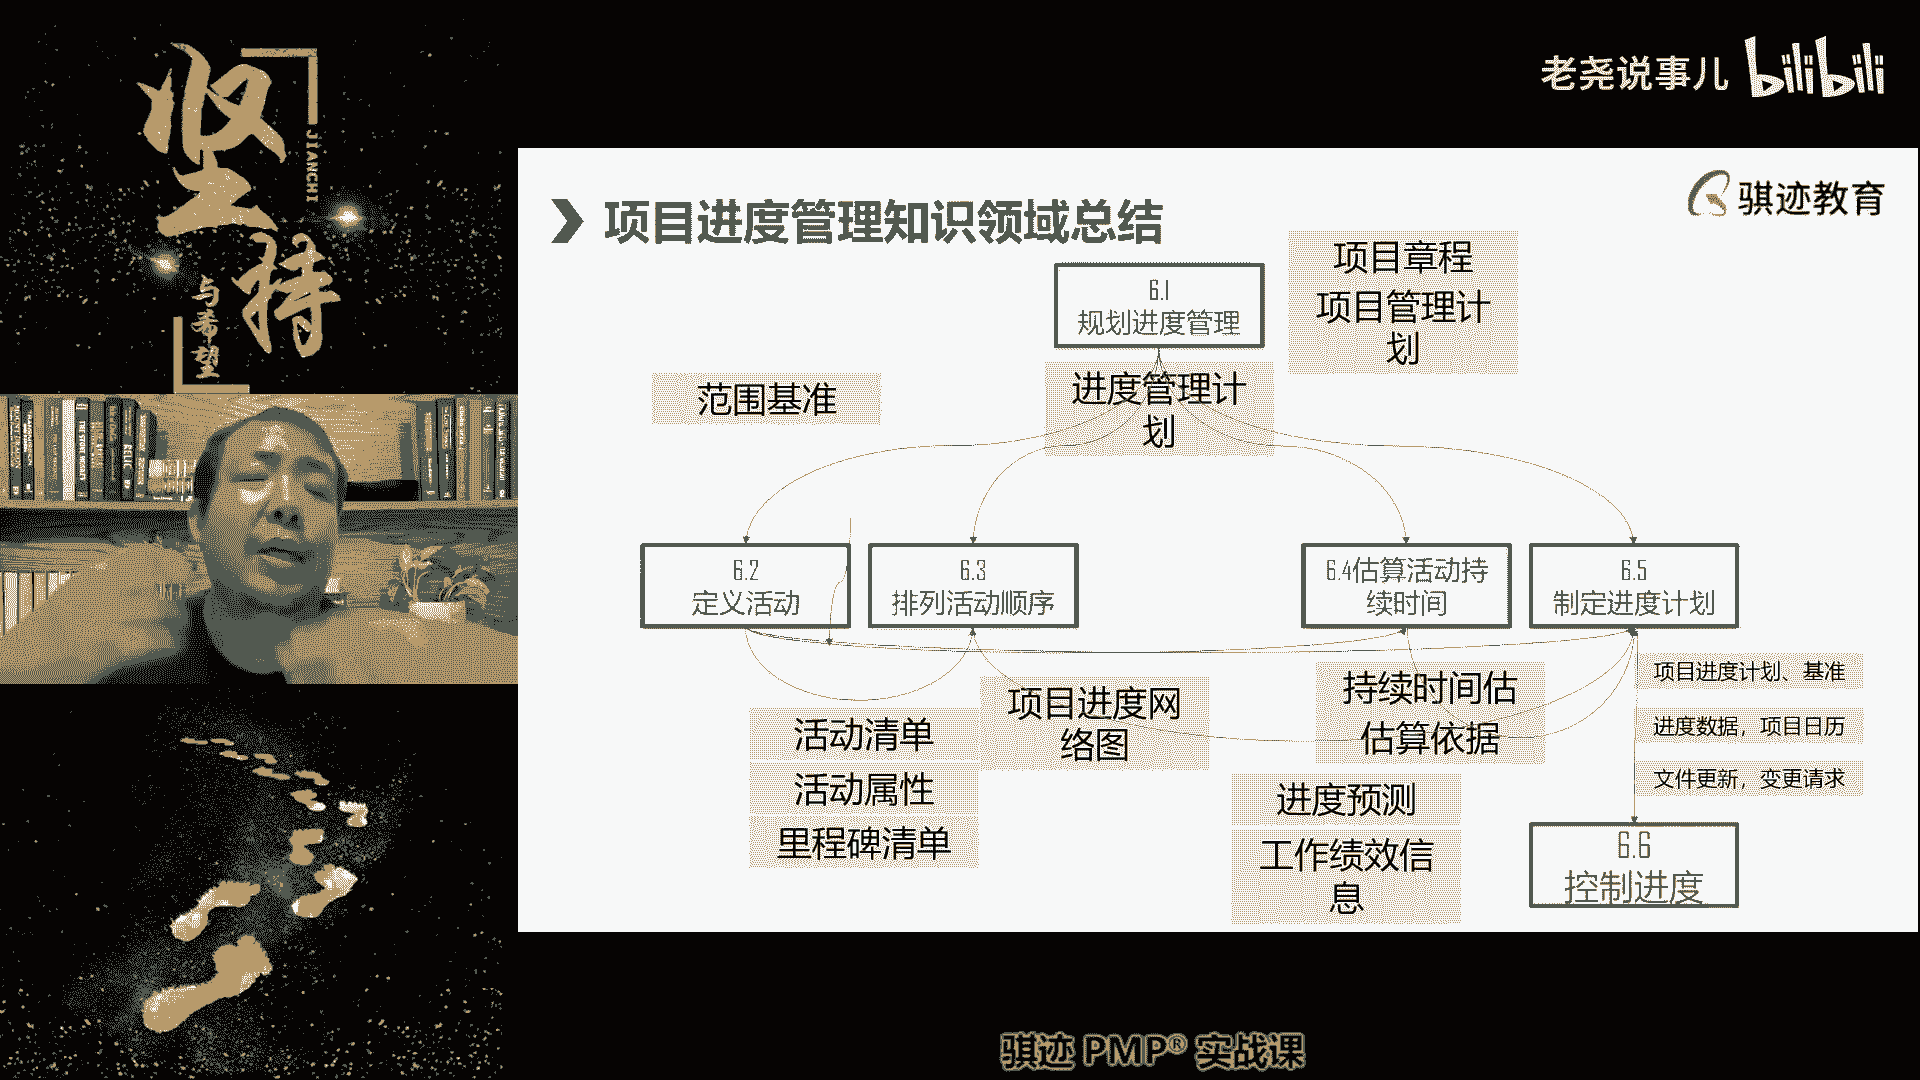 坚持
JIANCHI
与希望
老尧说事儿 bilibili
骐迹教育
项目进度管理知识领域总结
项目章程
项目管理计
划
6.1
规划进度管理
范围基准
进度管理计
划
6.2
定义活动
6.3
排列活动顺序
6.4估算活动持
续时间
6.5
制定进度计划
活动清单
活动属性
里程碑清单
项目进度网
络图
持续时间估
估算依据
项目进度计划、基准
进度数据，项目日历
文件更新，变更请求
进度预测
工作绩效信
息
6.6
控制进度
骐迹 PMP® 实战课